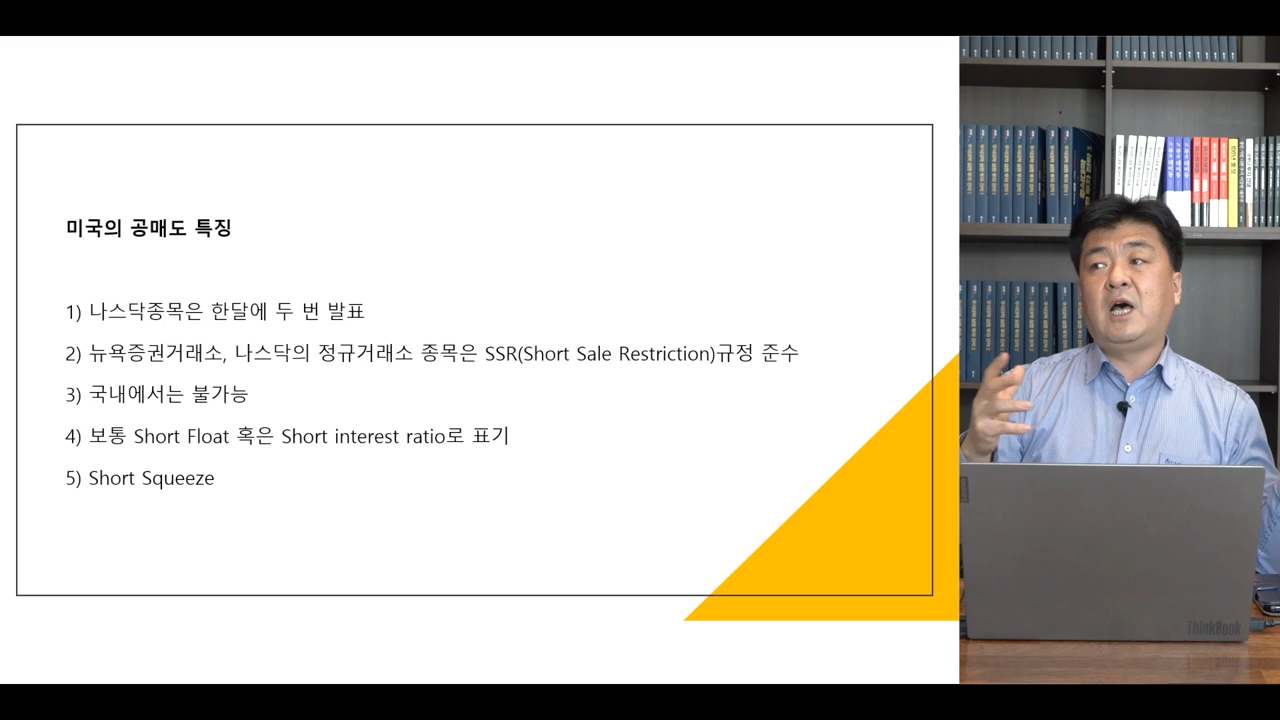 미국의 공매도 특징
1) 나스닥종목은 한달에 두 번 발표
2) 뉴욕증권거래소, 나스닥의 정규거래소 종목은 SSR(Short Sale Restriction)규정 준수
3) 국내에서는 불가능
4) 보통 Short Float 혹은 Short interest ratio로 표기
5) Short Squeeze
ThinkBook